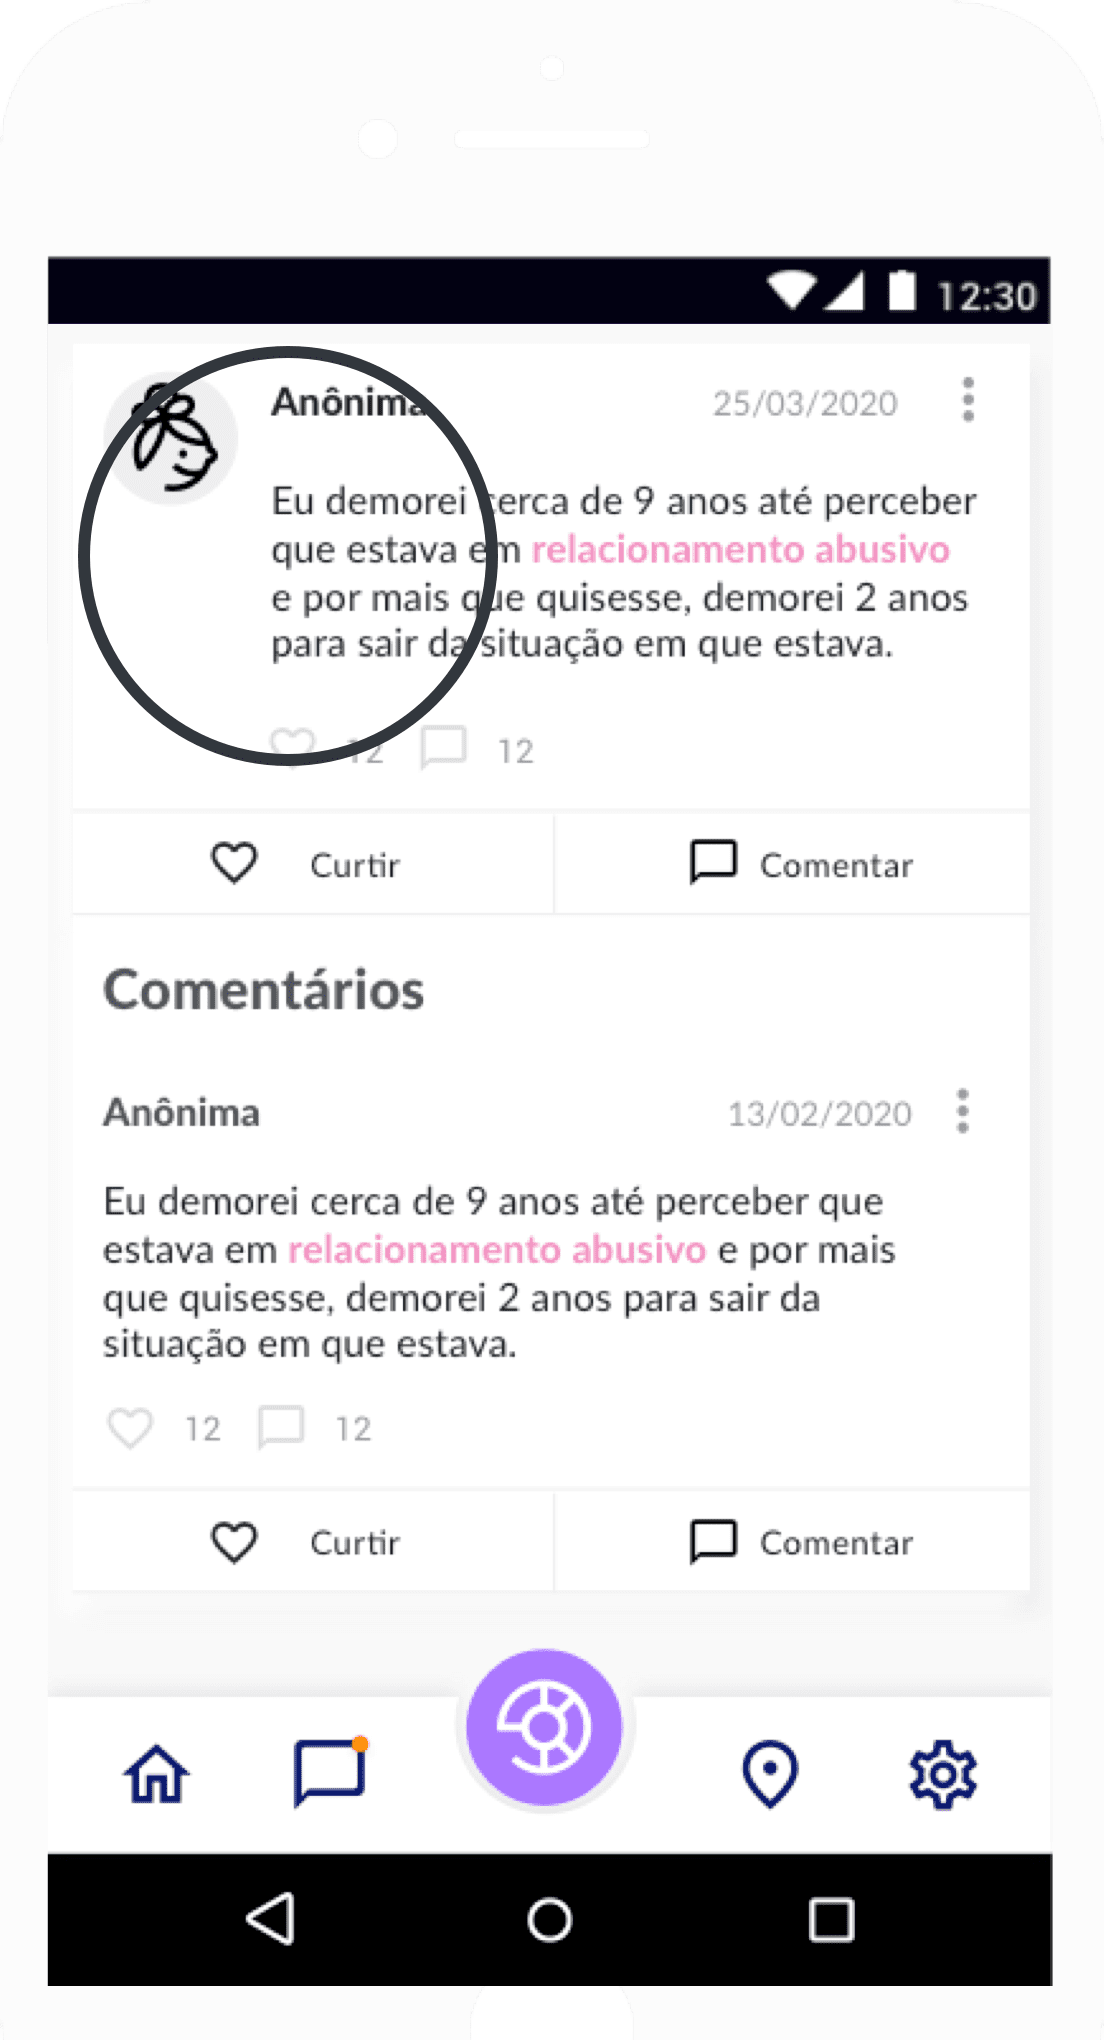 12:30
Anônima 25/03/2020
Eu demorei cerca de 9 anos até perceber
que estava em relacionamento abusivo
e por mais que quisesse, demorei 2 anos
para sair da situação em que estava.
12 12
Curtir Comentar
Comentários
Anônima 13/02/2020
Eu demorei cerca de 9 anos até perceber que
estava em relacionamento abusivo e por mais
que quisesse, demorei 2 anos para sair da
situação em que estava.
12 12
Curtir Comentar